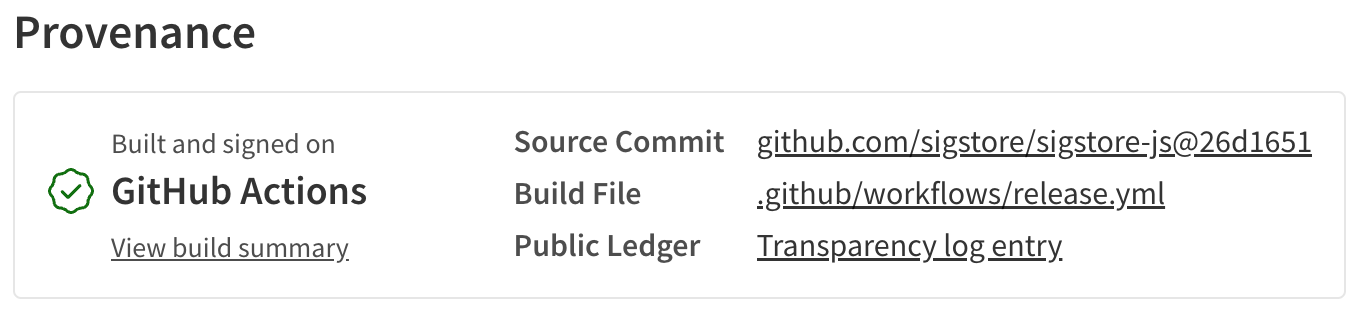 Provenance
Built and signed on
GitHub Actions
View build summary
Source Commit github.com/sigstore/sigstore-js@26d1651
Build File .github/workflows/release.yml
Public Ledger Transparency log entry